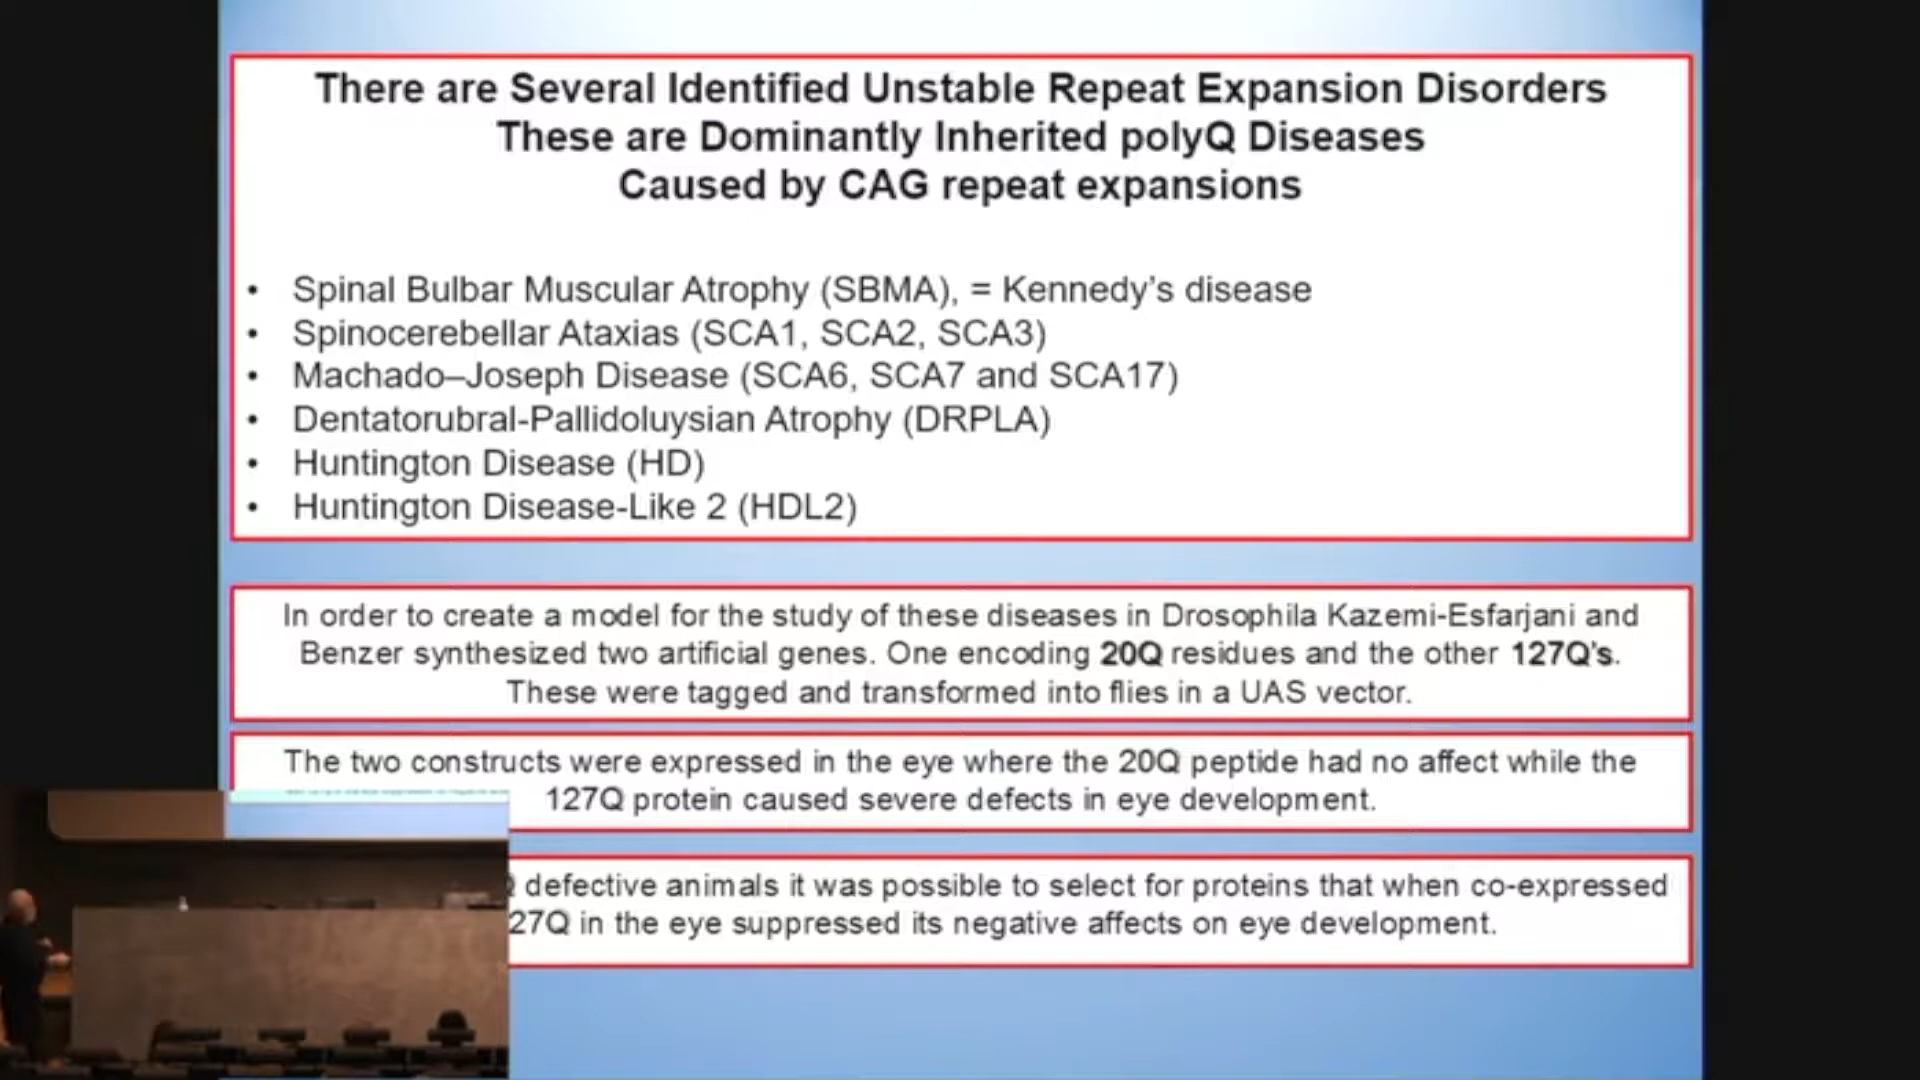 There are Several Identified Unstable Repeat Expansion Disorders
These are Dominantly Inherited polyQ Diseases
Caused by CAG repeat expansions
• Spinal Bulbar Muscular Atrophy (SBMA), = Kennedy's disease
• Spinocerebellar Ataxias (SCA1, SCA2, SCA3)
• Machado–Joseph Disease (SCA6, SCA7 and SCA17)
• Dentatorubral-Pallidoluysian Atrophy (DRPLA)
• Huntington Disease (HD)
• Huntington Disease-Like 2 (HDL2)
In order to create a model for the study of these diseases in Drosophila Kazemi-Esfarjani and
Benzer synthesized two artificial genes. One encoding 20Q residues and the other 127Q's.
These were tagged and transformed into flies in a UAS vector.
The two constructs were expressed in the eye where the 20Q peptide had no affect while the
127Q protein caused severe defects in eye development.
defective animals it was possible to select for proteins that when co-expressed
27Q in the eye suppressed its negative affects on eye development.